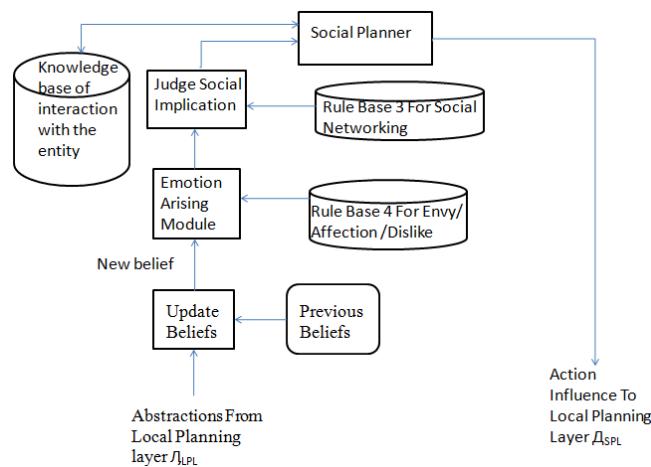 Social Planner
Knowledge
base of
interaction
with the
entity
Judge Social
Implication
Rule Base 3 For Social
Networking
Emotion
Arising
Module
Rule Base 4 For Envy/
Affection /Dislike
New belief
Update
Beliefs
Previous
Beliefs
Abstractions From
Local Planning
layer Л,LPL
Action
Influence To
Local Planning
Layer ДSPL